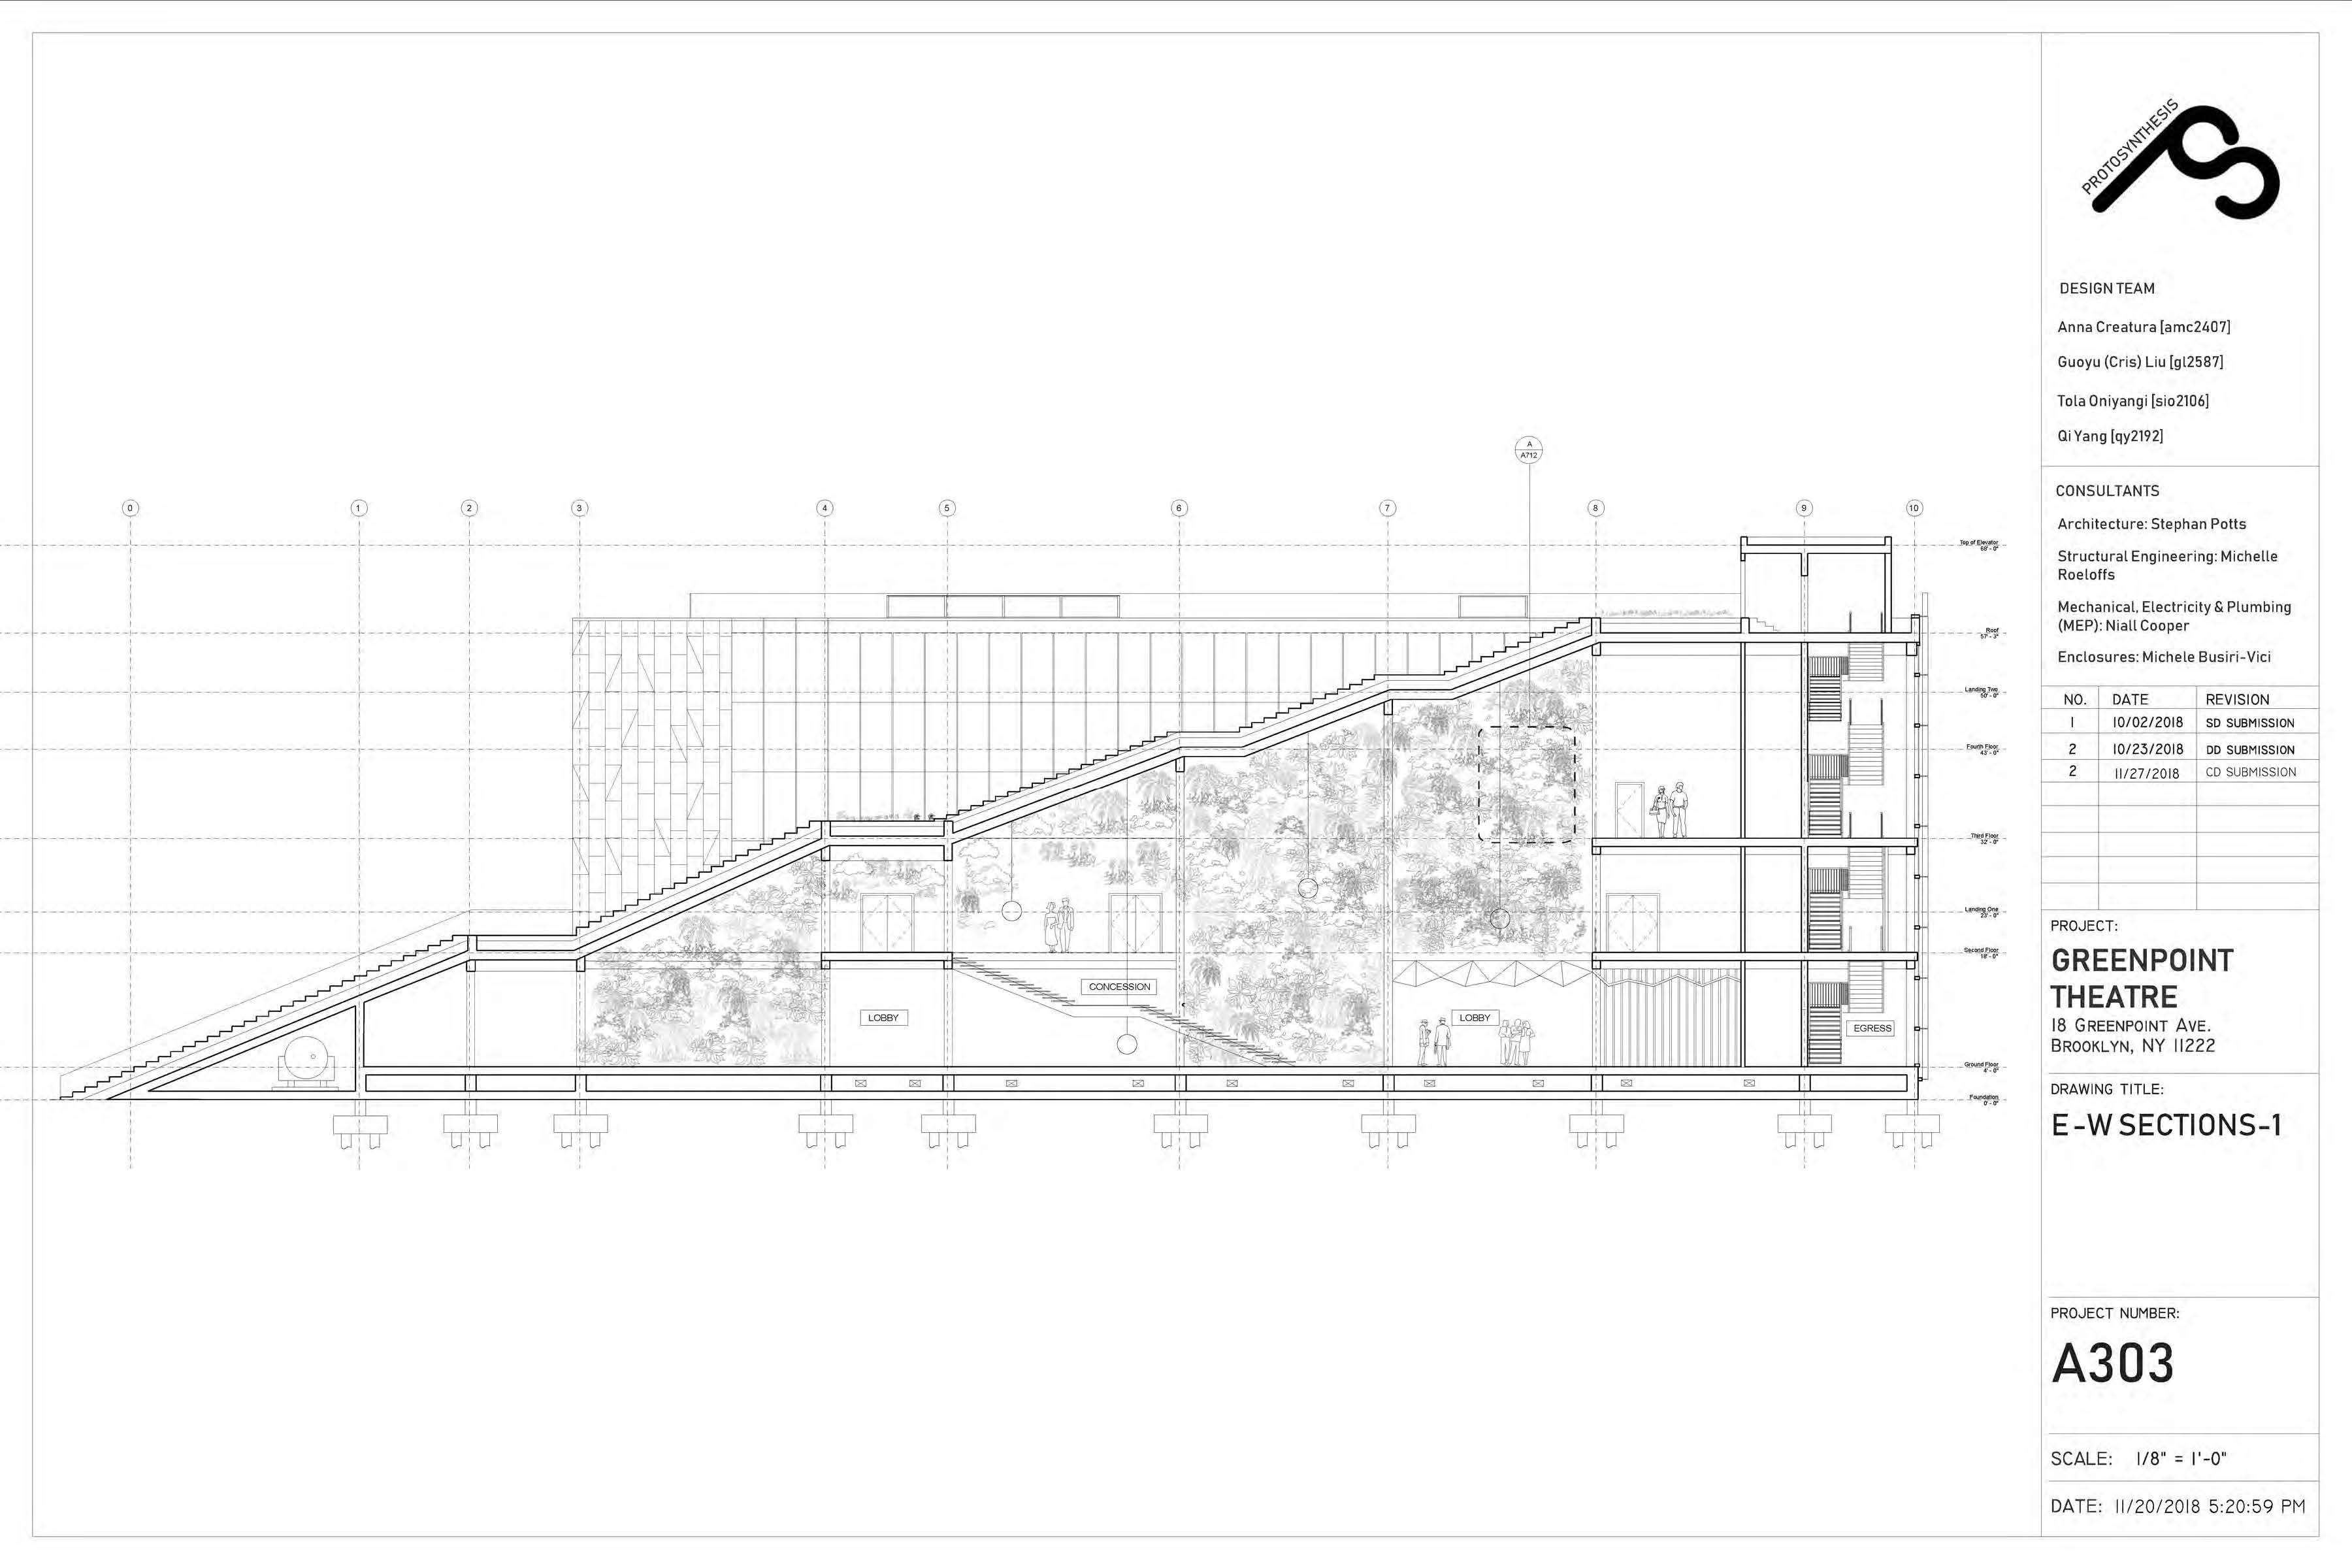 PROTOSYNTHESIS
PS
DESIGN TEAM
Anna Creatura [amc2407]
Guoyu (Cris) Liu [gl2587]
Tola Oniyangi [sio2106]
Qi Yang [qy2192]
CONSULTANTS
Architecture: Stephan Potts
Structural Engineering: Michelle
Roeloffs
Mechanical, Electricity & Plumbing
(MEP): Niall Cooper
Enclosures: Michele Busiri-Vici
NO. DATE REVISION
1 10/02/2018 SD SUBMISSION
2 10/23/2018 DD SUBMISSION
2 11/27/2018 CD SUBMISSION
PROJECT:
GREENPOINT
THEATRE
18 GREENPOINT AVE.
BROOKLYN, NY 11222
DRAWING TITLE:
E-W SECTIONS-1
PROJECT NUMBER:
A303
SCALE: 1/8" = 1'-0"
DATE: 11/20/2018 5:20:59 PM
A
A712
0 1 2 3 4 5 6 7 8 9 10
Top of Elevator
68' - 0"
Roof
57' - 3"
Landing Two
50' - 0"
Fourth Floor
43' - 0"
Third Floor
32' - 0"
Landing One
23' - 0"
Second Floor
18' - 0"
Ground Floor
4' - 0"
Foundation
0' - 0"
CONCESSION
LOBBY
LOBBY
EGRESS